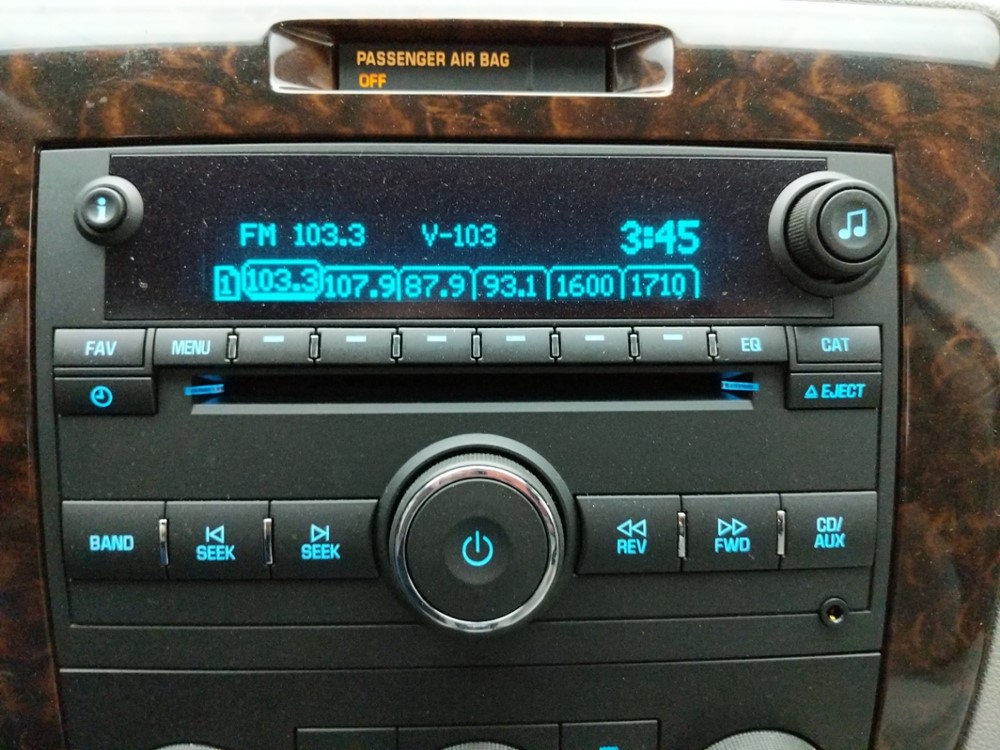 PASSENGER AIR BAG
OFF
i
FM 103.3 V-103 3:45
1 103.3 107.9 87.9 93.1 1600 1710
FAV MENU EQ CAT
EJECT
BAND SEEK SEEK REV FWD CD/
AUX